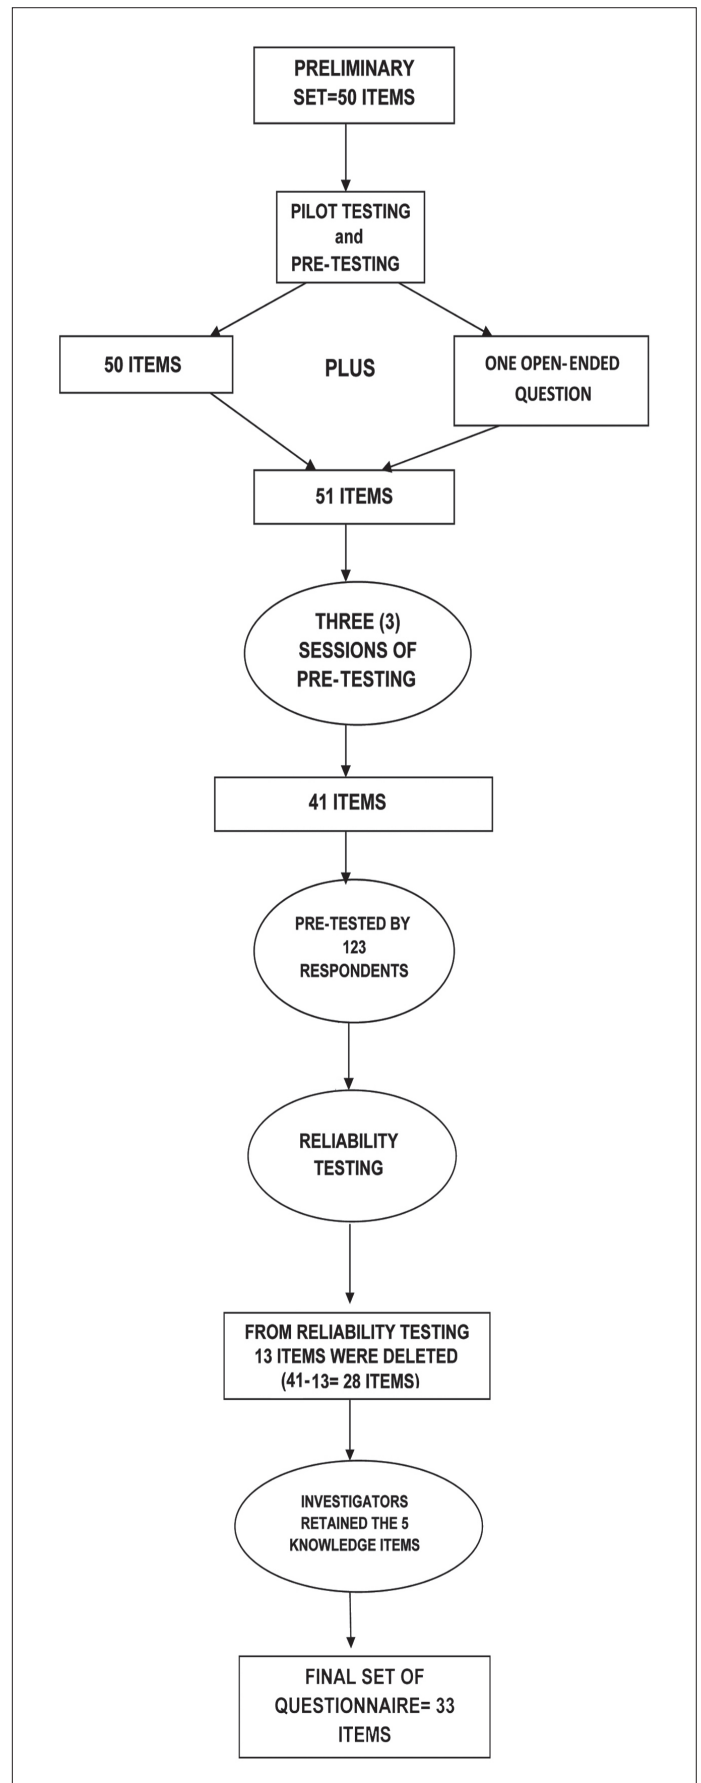 PRELIMINARY
SET=50 ITEMS
PILOT TESTING
and
PRE-TESTING
50 ITEMS
PLUS
ONE OPEN-ENDED
QUESTION
51 ITEMS
THREE (3)
SESSIONS OF
PRE-TESTING
41 ITEMS
PRE-TESTED BY
123
RESPONDENTS
RELIABILITY
TESTING
FROM RELIABILITY TESTING
13 ITEMS WERE DELETED
(41-13= 28 ITEMS)
INVESTIGATORS
RETAINED THE 5
KNOWLEDGE ITEMS
FINAL SET OF
QUESTIONNAIRE= 33
ITEMS